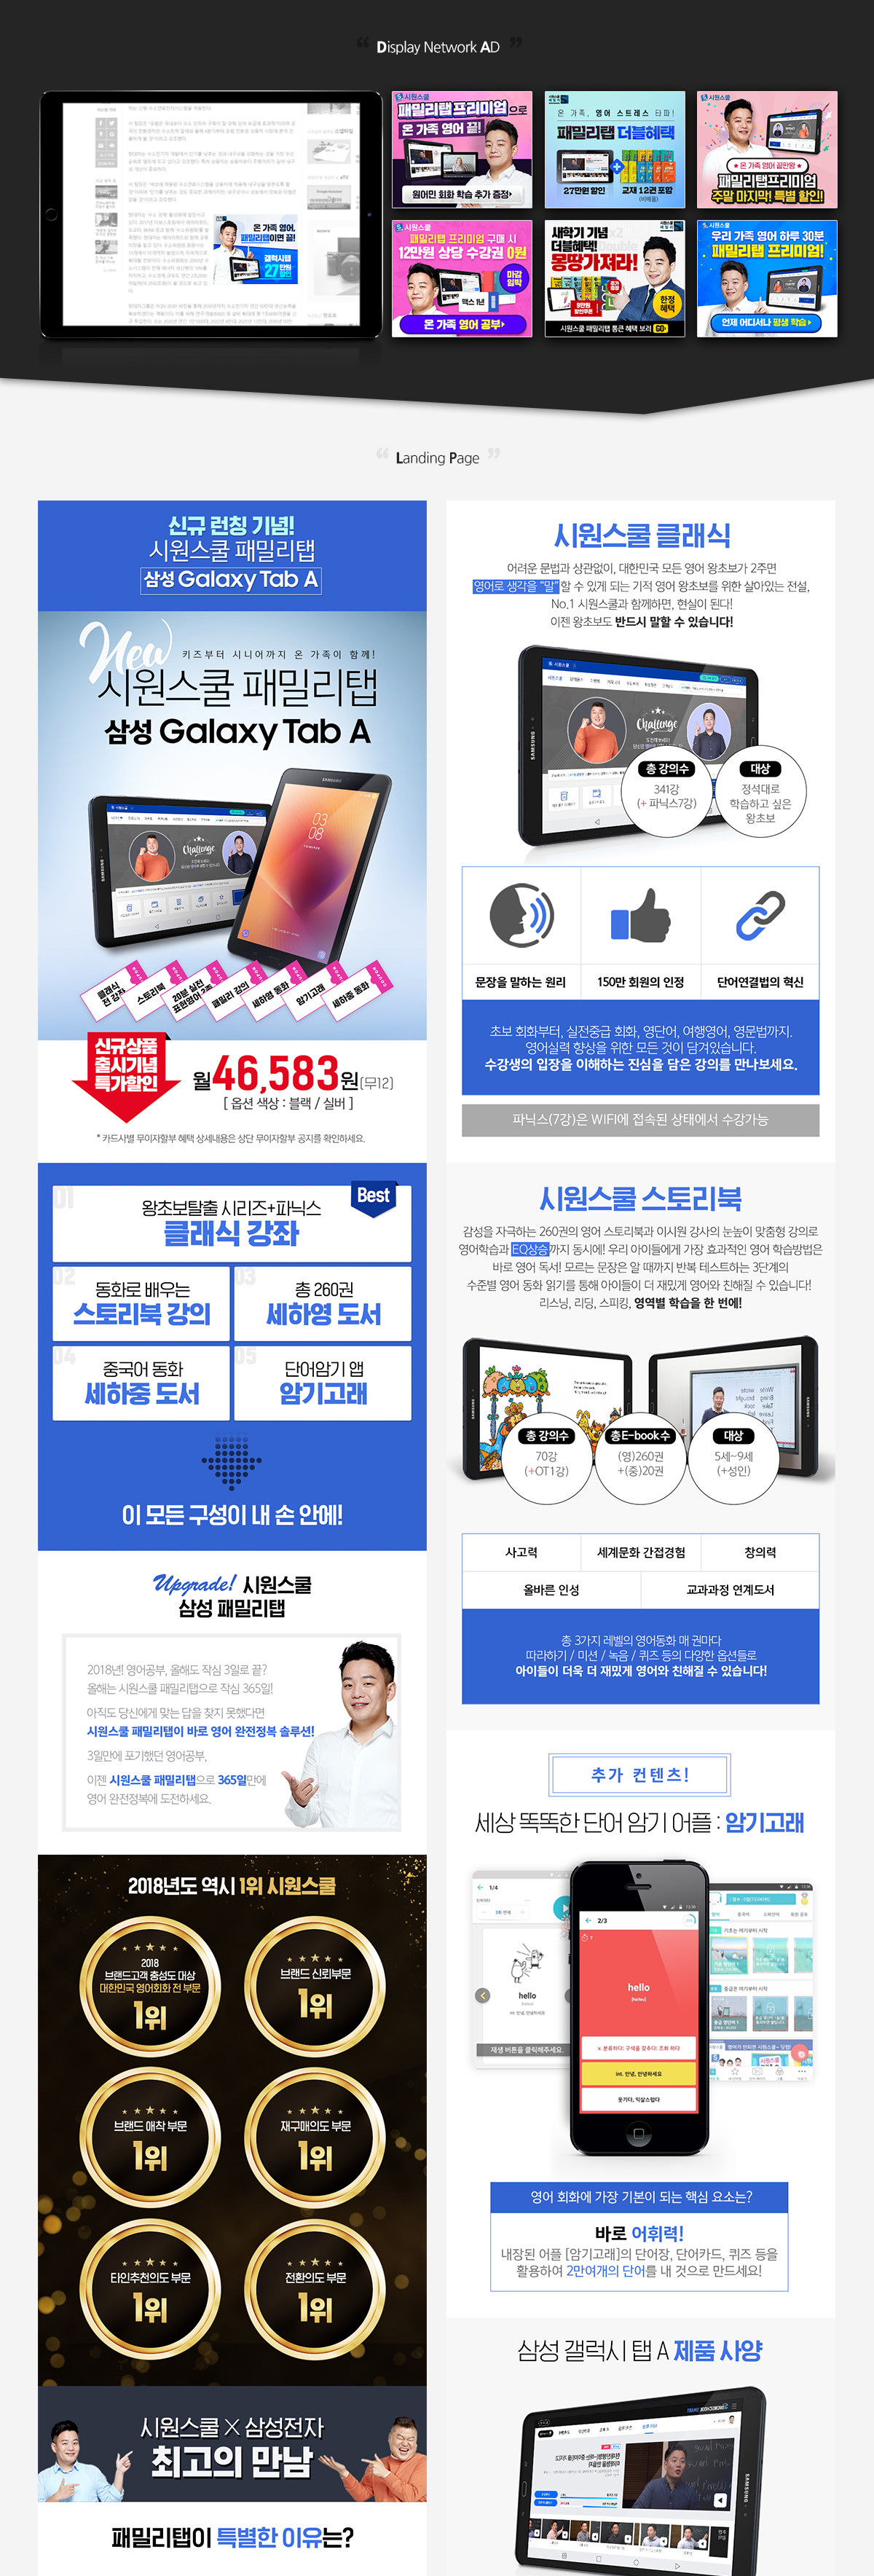 “ Display Network AD ”
온 가족 영어,
패밀리탭이면 끝!
갤럭시탭
27만원 할인
시원스쿨
패밀리탭 프리미엄으로
온 가족 영어 끝!
원어민 회화 학습 추가 증정▸
온 가족, 영어 스트레스 타파!
패밀리탭 더블혜택
27만원 할인
교재 12권 포함
시원스쿨
★ 온 가족 영어 끝판왕 ★
패밀리탭프리미엄
주말 마지막! 특별 할인!
시원스쿨
패밀리탭 프리미엄 구매 시
12만원 상당 수강권 0원
마감임박
맥스 1년
온 가족 영어 공부▸
새학기 기념
더블혜택!
몽땅가져라!
한정
혜택
시원스쿨 패밀리탭 통큰 혜택 보러 GO▸
시원스쿨
우리 가족 영어 하루 30분
패밀리탭 프리미엄!
언제 어디서나 평생 학습▸
“ Landing Page ”
신규 런칭 기념!
시원스쿨 패밀리탭
삼성 Galaxy Tab A
New
키즈부터 시니어까지 온 가족이 함께!
시원스쿨 패밀리탭
삼성 Galaxy Tab A
시원스쿨
Challenge
SAMSUNG
SAMSUNG
03
08
클래식
전 강좌
스토리북
20분 실천
표현영어
패밀리 강의
세하영 동화
암기고래
세하중 동화
신규상품
출시기념
특가할인
월46,583원(무12)
[ 옵션 색상 : 블랙 / 실버 ]
* 카드사별 무이자할부 혜택 상세내용은 상단 무이자할부 공지를 확인하세요.
01
Best
왕초보탈출 시리즈+파닉스
클래식 강좌
02
동화로 배우는
스토리북 강의
03
총 260권
세하영 도서
04
중국어 동화
세하중 도서
05
단어암기 앱
암기고래
이 모든 구성이 내 손 안에!
Upgrade! 시원스쿨
삼성 패밀리탭
2018년! 영어공부, 올해도 작심 3일로 끝?
올해는 시원스쿨 패밀리탭으로 작심 365일!
아직도 당신에게 맞는 답을 찾지 못했다면
시원스쿨 패밀리탭이 바로 영어 완전정복 솔루션!
3일만에 포기했던 영어공부,
이젠 시원스쿨 패밀리탭으로 365일만에
영어 완전정복에 도전하세요.
2018년도 역시 1위 시원스쿨
2018
브랜드고객 충성도 대상
대한민국 영어회화 전 부문
1위
브랜드 신뢰부문
1위
브랜드 애착 부문
1위
재구매의도 부문
1위
타인추천의도 부문
1위
전환의도 부문
1위
시원스쿨 X 삼성전자
최고의 만남
패밀리탭이 특별한 이유는?
시원스쿨 클래식
어려운 문법과 상관없이, 대한민국 모든 영어 왕초보가 2주면
영어로 생각을 “말”할 수 있게 되는 기적 영어 왕초보를 위한 살아있는 전설,
No.1 시원스쿨과 함께하면, 현실이 된다!
이젠 왕초보도 반드시 말할 수 있습니다!
시원스쿨
Challenge
SAMSUNG
총 강의수
341강
(+ 파닉스7강)
대상
정석대로
학습하고 싶은
왕초보
문장을 말하는 원리
150만 회원의 인정
단어연결법의 혁신
초보 회화부터, 실전중급 회화, 영단어, 여행영어, 영문법까지.
영어실력 향상을 위한 모든 것이 담겨있습니다.
수강생의 입장을 이해하는 진심을 담은 강의를 만나보세요.
파닉스(7강)은 WIFI에 접속된 상태에서 수강가능
시원스쿨 스토리북
감성을 자극하는 260권의 영어 스토리북과 이시원 강사의 눈높이 맞춤형 강의로
영어학습과 EQ상승까지 동시에! 우리 아이들에게 가장 효과적인 영어 학습방법은
바로 영어 독서! 모르는 문장은 알 때까지 반복 테스트하는 3단계의
수준별 영어 동화 읽기를 통해 아이들이 더 재밌게 영어와 친해질 수 있습니다!
리스닝, 리딩, 스피킹, 영역별 학습을 한 번에!
총 강의수
70강
(+OT1강)
총E-book수
(영)260권
+(중)20권
대상
5세~9세
(+성인)
사고력
세계문화 간접경험
창의력
올바른 인성
교과과정 연계도서
총 3가지 레벨의 영어동화 매 권마다
따라하기 / 미션 / 녹음 / 퀴즈 등의 다양한 옵션들로
아이들이 더욱 더 재밌게 영어와 친해질 수 있습니다!
추가 컨텐츠!
세상 똑똑한 단어 암기 어플 : 암기고래
1/4
hello
재생 버튼을 클릭해주세요.
2/3
hello
x. 분류하다: 구색을 갖추다: 조회 하다
int. 안녕, 안녕하세요
웃기다, 익살스럽다
영어 회화에 가장 기본이 되는 핵심 요소는?
바로 어휘력!
내장된 어플 [암기고래]의 단어장, 단어카드, 퀴즈 등을
활용하여 2만여개의 단어를 내 것으로 만드세요!
삼성 갤럭시 탭 A 제품 사양
SAMSUNG